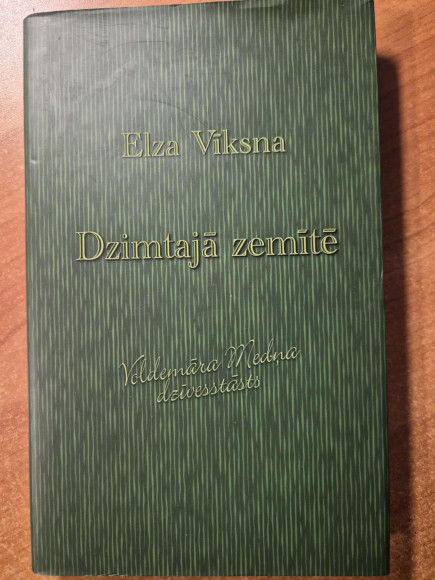 Elza Vīksna
Dzimtajā zemītē
Voldemāra Medņa
dzīvesstāsts